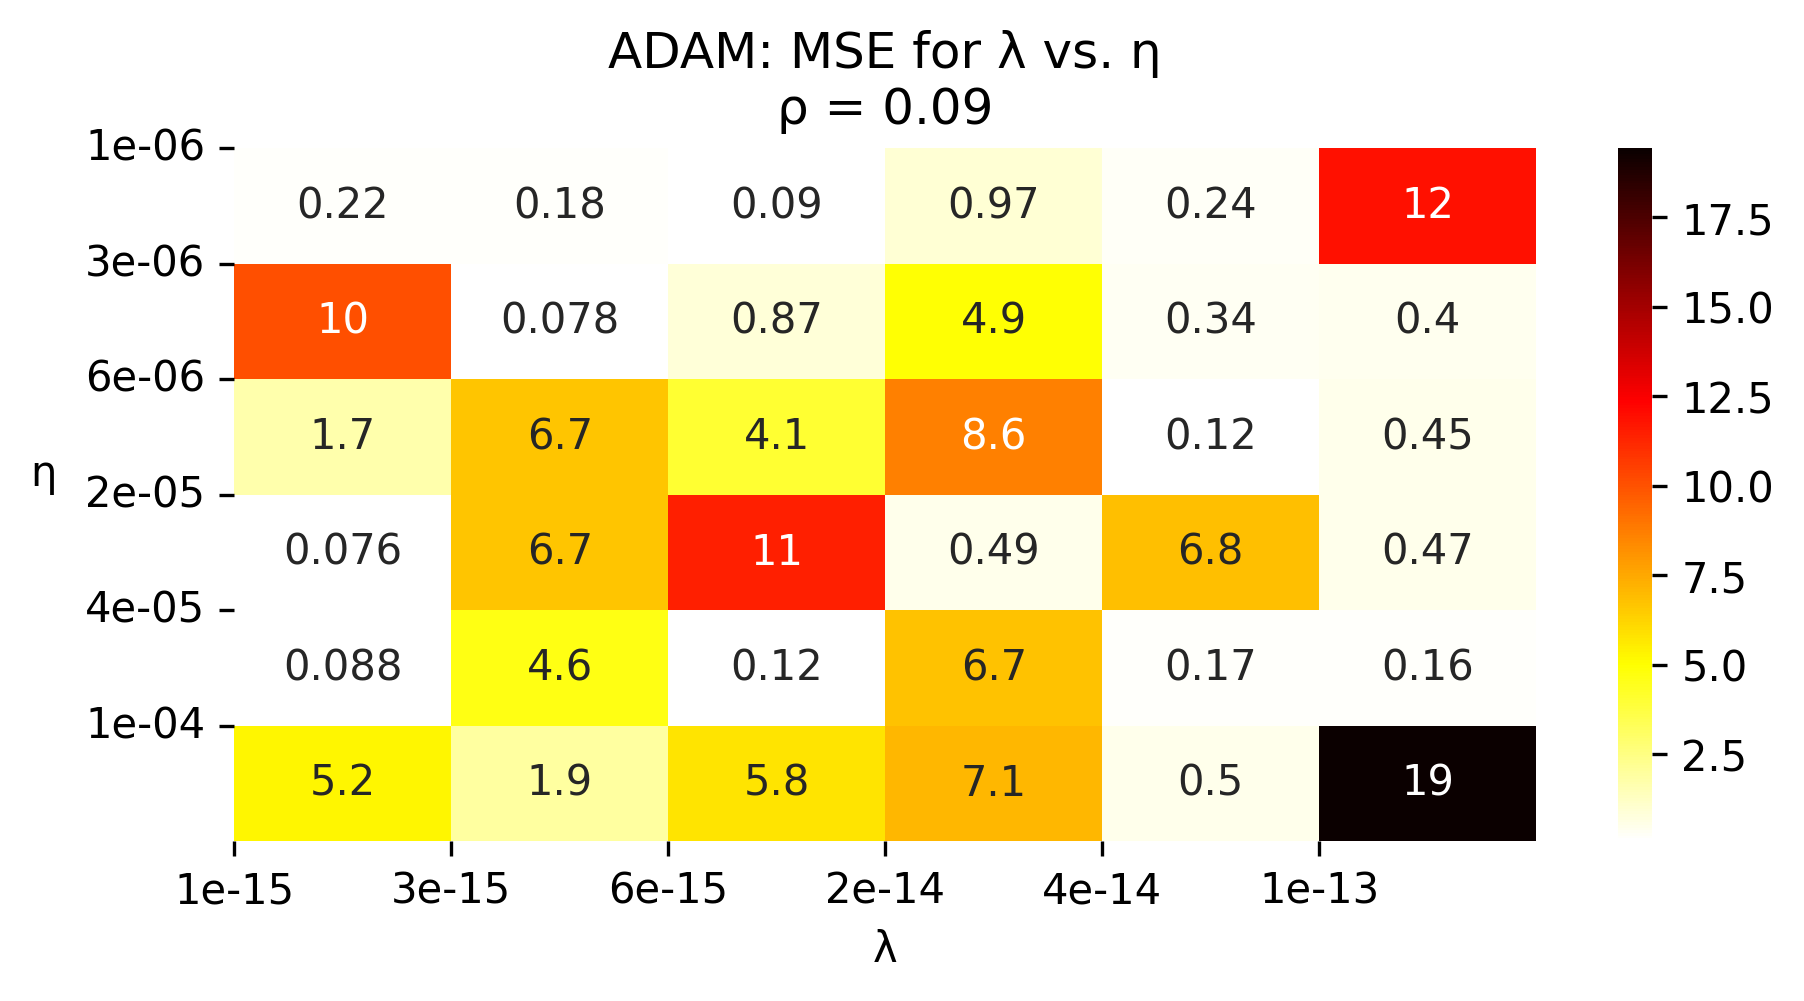 ADAM: MSE for λ vs. η
ρ = 0.09
1e-06
0.22 0.18 0.09 0.97 0.24 12
3e-06
10 0.078 0.87 4.9 0.34 0.4
6e-06
1.7 6.7 4.1 8.6 0.12 0.45
η
2e-05
0.076 6.7 11 0.49 6.8 0.47
4e-05
0.088 4.6 0.12 6.7 0.17 0.16
1e-04
5.2 1.9 5.8 7.1 0.5 19
1e-15 3e-15 6e-15 2e-14 4e-14 1e-13
λ
17.5
15.0
12.5
10.0
7.5
5.0
2.5